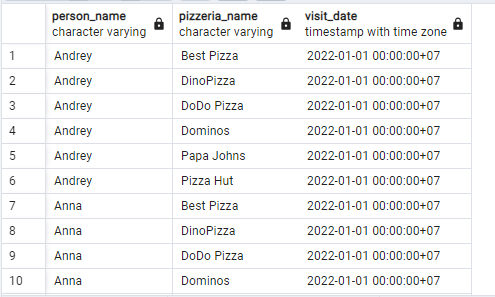 person_name pizzeria_name visit_date
character varying character varying timestamp with time zone
1 Andrey Best Pizza 2022-01-01 00:00:00+07
2 Andrey DinoPizza 2022-01-01 00:00:00+07
3 Andrey DoDo Pizza 2022-01-01 00:00:00+07
4 Andrey Dominos 2022-01-01 00:00:00+07
5 Andrey Papa Johns 2022-01-01 00:00:00+07
6 Andrey Pizza Hut 2022-01-01 00:00:00+07
7 Anna Best Pizza 2022-01-01 00:00:00+07
8 Anna DinoPizza 2022-01-01 00:00:00+07
9 Anna DoDo Pizza 2022-01-01 00:00:00+07
10 Anna Dominos 2022-01-01 00:00:00+07